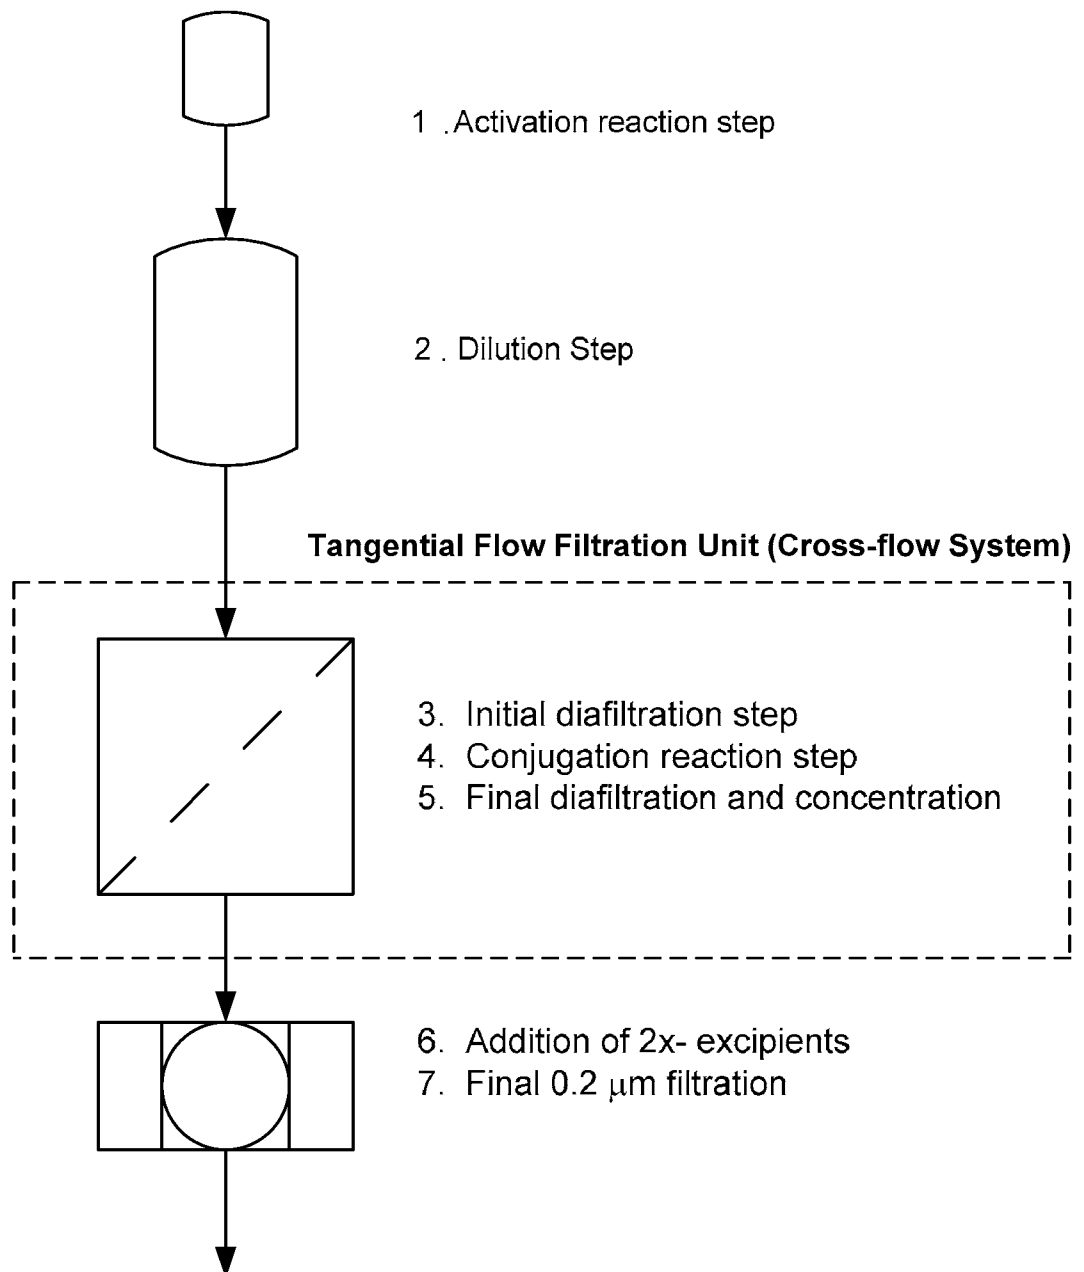 1 . Activation reaction step
2 . Dilution Step
Tangential Flow Filtration Unit (Cross-flow System)
3. Initial diafiltration step
4. Conjugation reaction step
5. Final diafiltration and concentration
6. Addition of 2x- excipients
7. Final 0.2 μm filtration